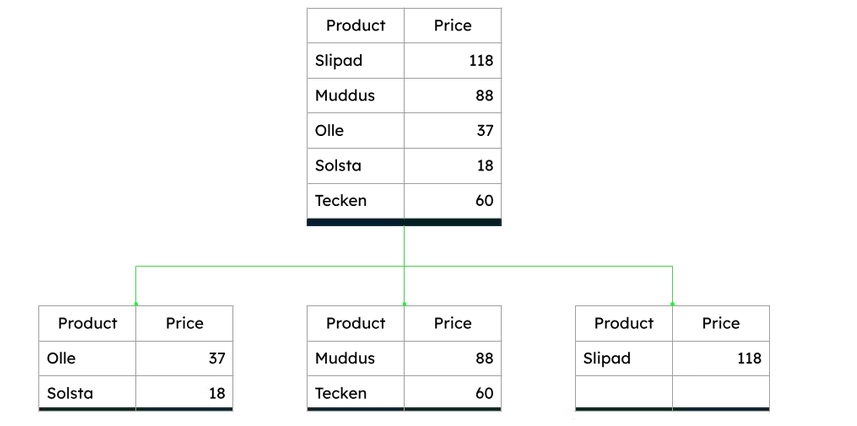 Product Price
Slipad 118
Muddus 88
Olle 37
Solsta 18
Tecken 60
Product Price
Olle 37
Solsta 18
Product Price
Muddus 88
Tecken 60
Product Price
Slipad 118